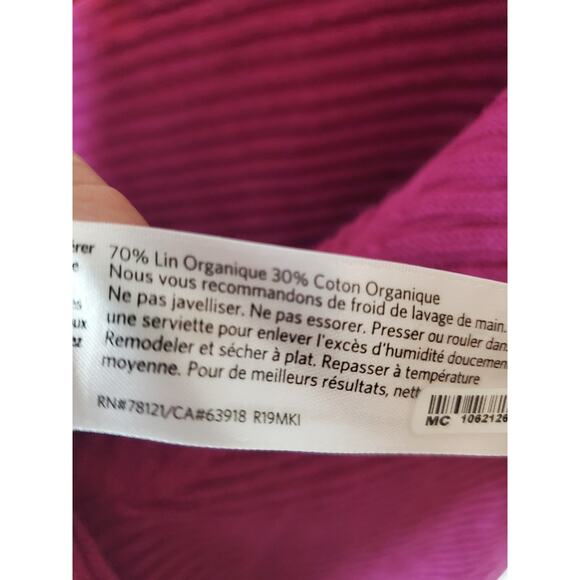 70% Lin Organique 30% Coton Organique
Nous vous recommandons de froid de lavage de main.
Ne pas javelliser. Ne pas essorer. Presser ou rouler dans
une serviette pour enlever l'excès d'humidité doucement
Remodeler et sécher à plat. Repasser à température
moyenne. Pour de meilleurs résultats,
RN#78121/CA#63918 R19MKI
MC 1062126